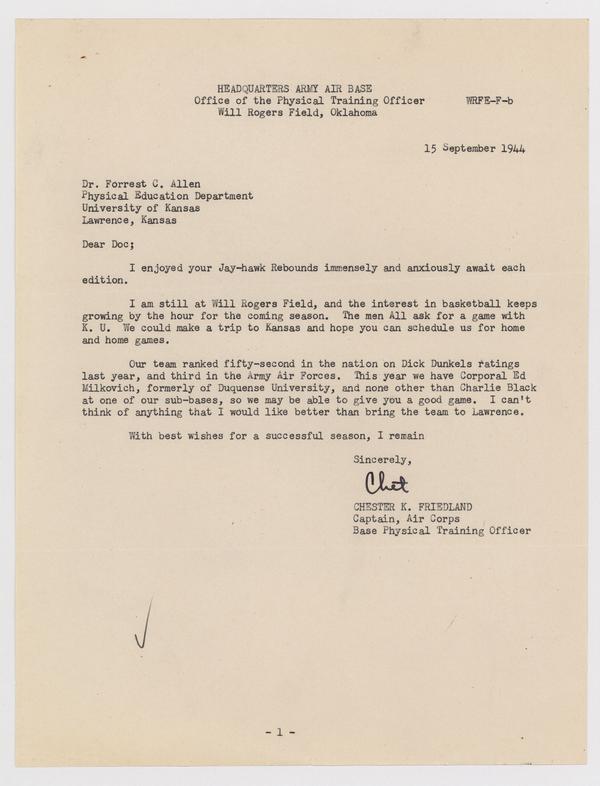 HEADQUARTERS ARMY AIR BASE
Office of the Physical Training Officer WRFE-F-b
Will Rogers Field, Oklahoma
15 September 1944
Dr. Forrest C. Allen
Physical Education Department
University of Kansas
Lawrence, Kansas
Dear Doc;
I enjoyed your Jay-hawk Rebounds immensely and anxiously await each
edition.
I am still at Will Rogers Field, and the interest in basketball keeps
growing by the hour for the coming season. The men All ask for a game with
K. U. We could make a trip to Kansas and hope you can schedule us for home
and home games.
Our team ranked fifty-second in the nation on Dick Dunkels ratings
last year, and third in the Army Air Forces. This year we have Corporal Ed
Milkovich, formerly of Duquense University, and none other than Charlie Black
at one of our sub-bases, so we may be able to give you a good game. I can't
think of anything that I would like better than bring the team to Lawrence.
With best wishes for a successful season, I remain
Sincerely,
Chet
CHESTER K. FRIEDLAND
Captain, Air Corps
Base Physical Training Officer
- 1 -